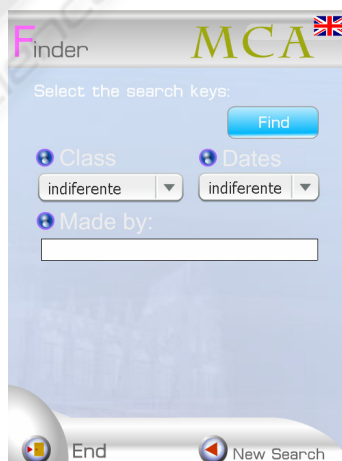 Finder MCA
Select the search keys:
Find
Class Dates
indiferente indiferente
Made by:
End New Search